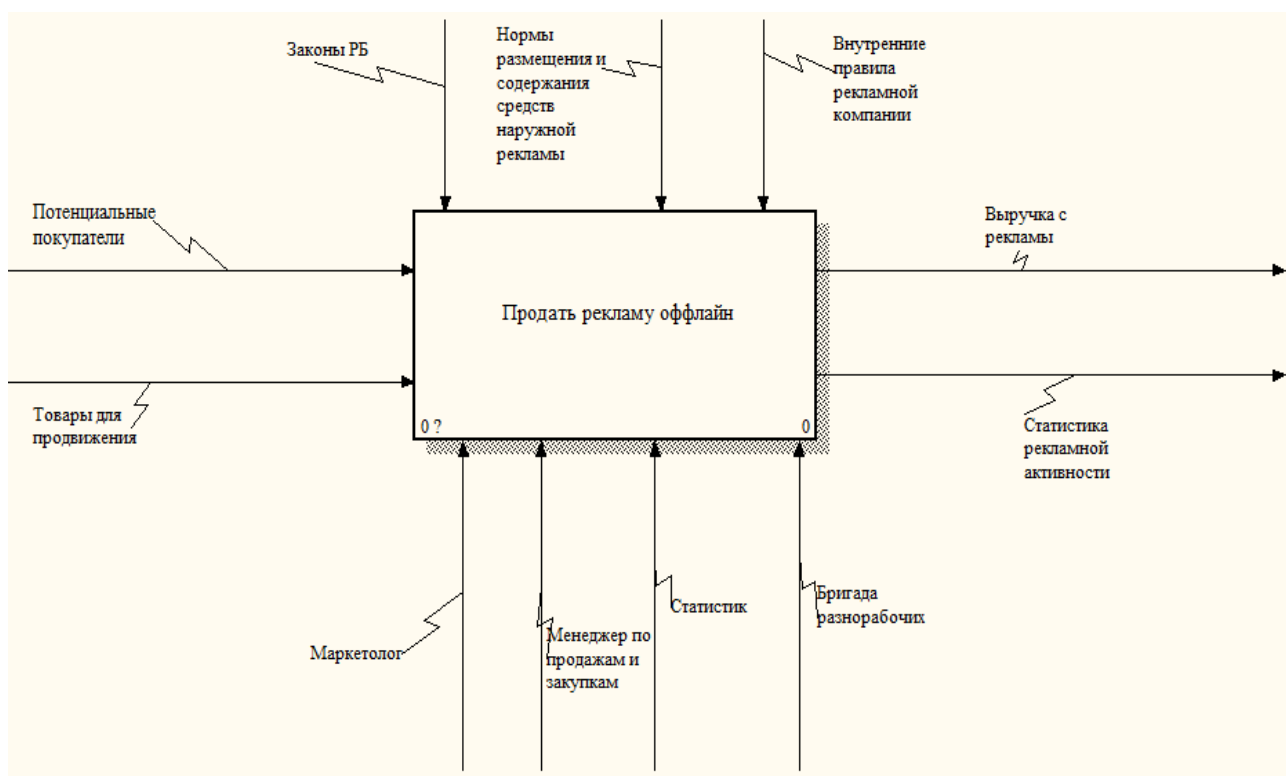 Законы РБ
Нормы
размещения и
содержания
средств
наружной
рекламы
Внутренние
правила
рекламной
компании
Потенциальные
покупатели
Выручка с
рекламы
Продать рекламу оффлайн
Товары для
продвижения
0 ?
0
Статистика
рекламной
активности
Маркетолог
Менеджер по
продажам и
закупкам
Статистик
Бригада
разнорабочих